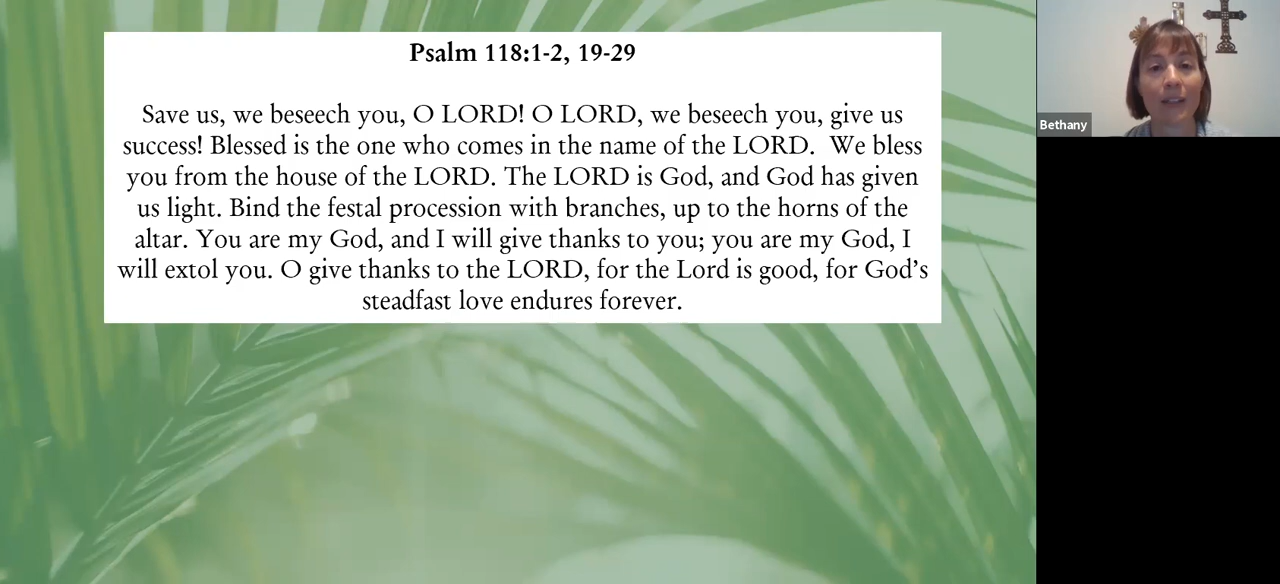 Psalm 118:1-2, 19-29
Save us, we beseech you, O LORD! O LORD, we beseech you, give us
success! Blessed is the one who comes in the name of the LORD.  We bless
you from the house of the LORD. The LORD is God, and God has given
us light. Bind the festal procession with branches, up to the horns of the
altar. You are my God, and I will give thanks to you; you are my God, I
will extol you. O give thanks to the LORD, for the Lord is good, for God’s
steadfast love endures forever.
Bethany